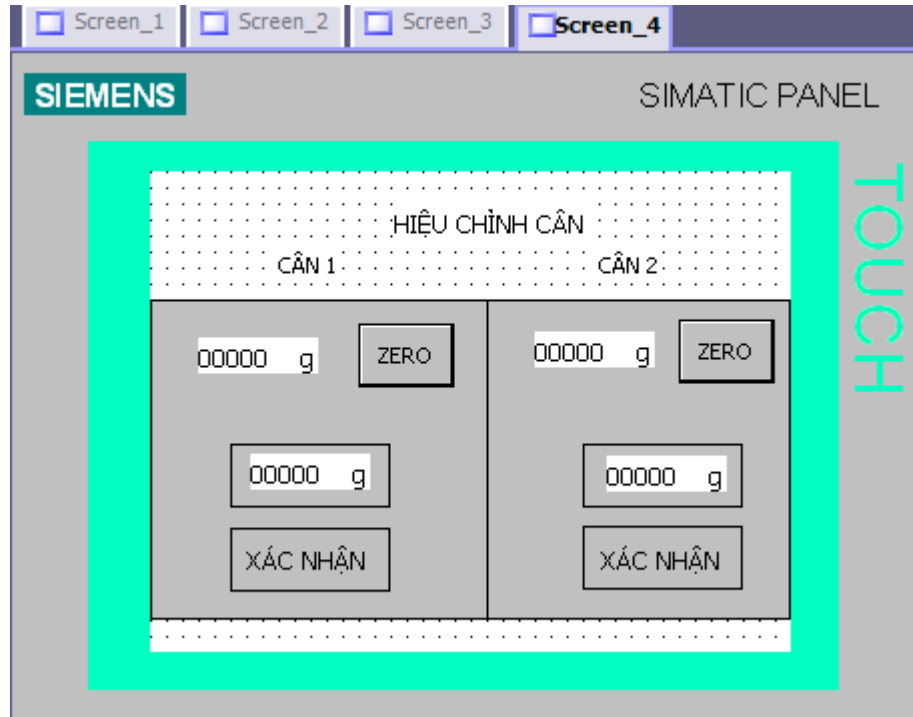 Screen_1 Screen_2 Screen_3 Screen_4
SIEMENS SIMATIC PANEL
TOUCH
HIỆU CHỈNH CÂN
CÂN 1 CÂN 2
00000 g ZERO 00000 g ZERO
00000 g 00000 g
XÁC NHẬN XÁC NHẬN